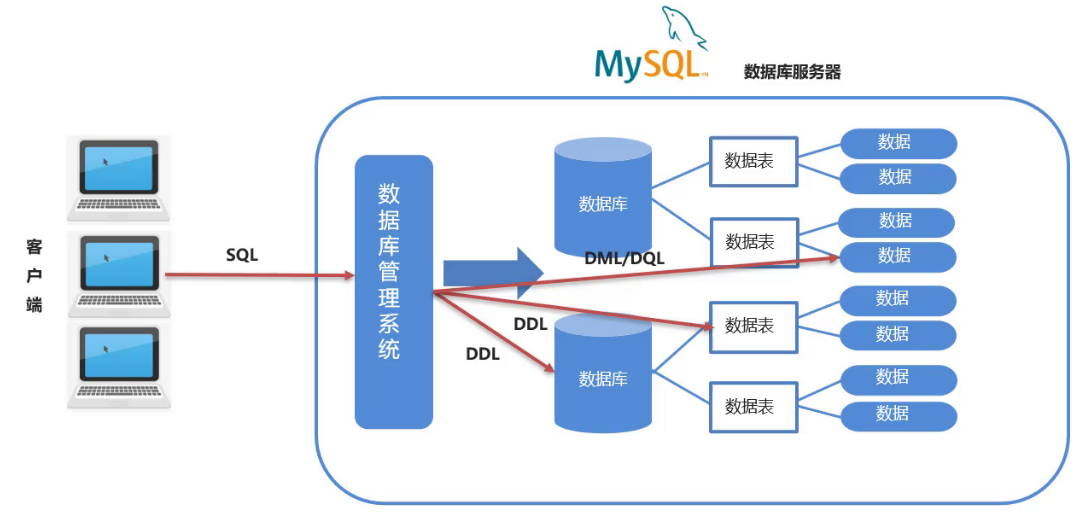 MySQL™
数据库服务器
客户端
SQL
数据库管理系统
数据库
数据表
数据
数据
数据表
数据
数据
DML/DQL
DDL
DDL
数据库
数据表
数据
数据
数据表
数据
数据